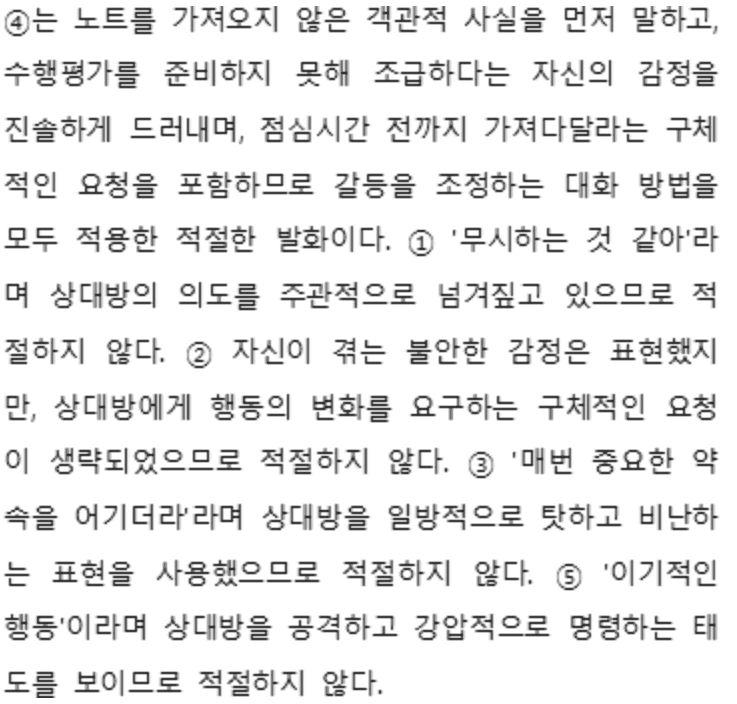 ④는 노트를 가져오지 않은 객관적 사실을 먼저 말하고,
수행평가를 준비하지 못해 조급하다는 자신의 감정을
진솔하게 드러내며, 점심시간 전까지 가져다달라는 구체
적인 요청을 포함하므로 갈등을 조정하는 대화 방법을
모두 적용한 적절한 발화이다. ① '무시하는 것 같아'라
며 상대방의 의도를 주관적으로 넘겨짚고 있으므로 적
절하지 않다. ② 자신이 겪는 불안한 감정은 표현했지
만, 상대방에게 행동의 변화를 요구하는 구체적인 요청
이 생략되었으므로 적절하지 않다. ③ '매번 중요한 약
속을 어기더라'라며 상대방을 일방적으로 탓하고 비난하
는 표현을 사용했으므로 적절하지 않다. ⑤ '이기적인
행동'이라며 상대방을 공격하고 강압적으로 명령하는 태
도를 보이므로 적절하지 않다.